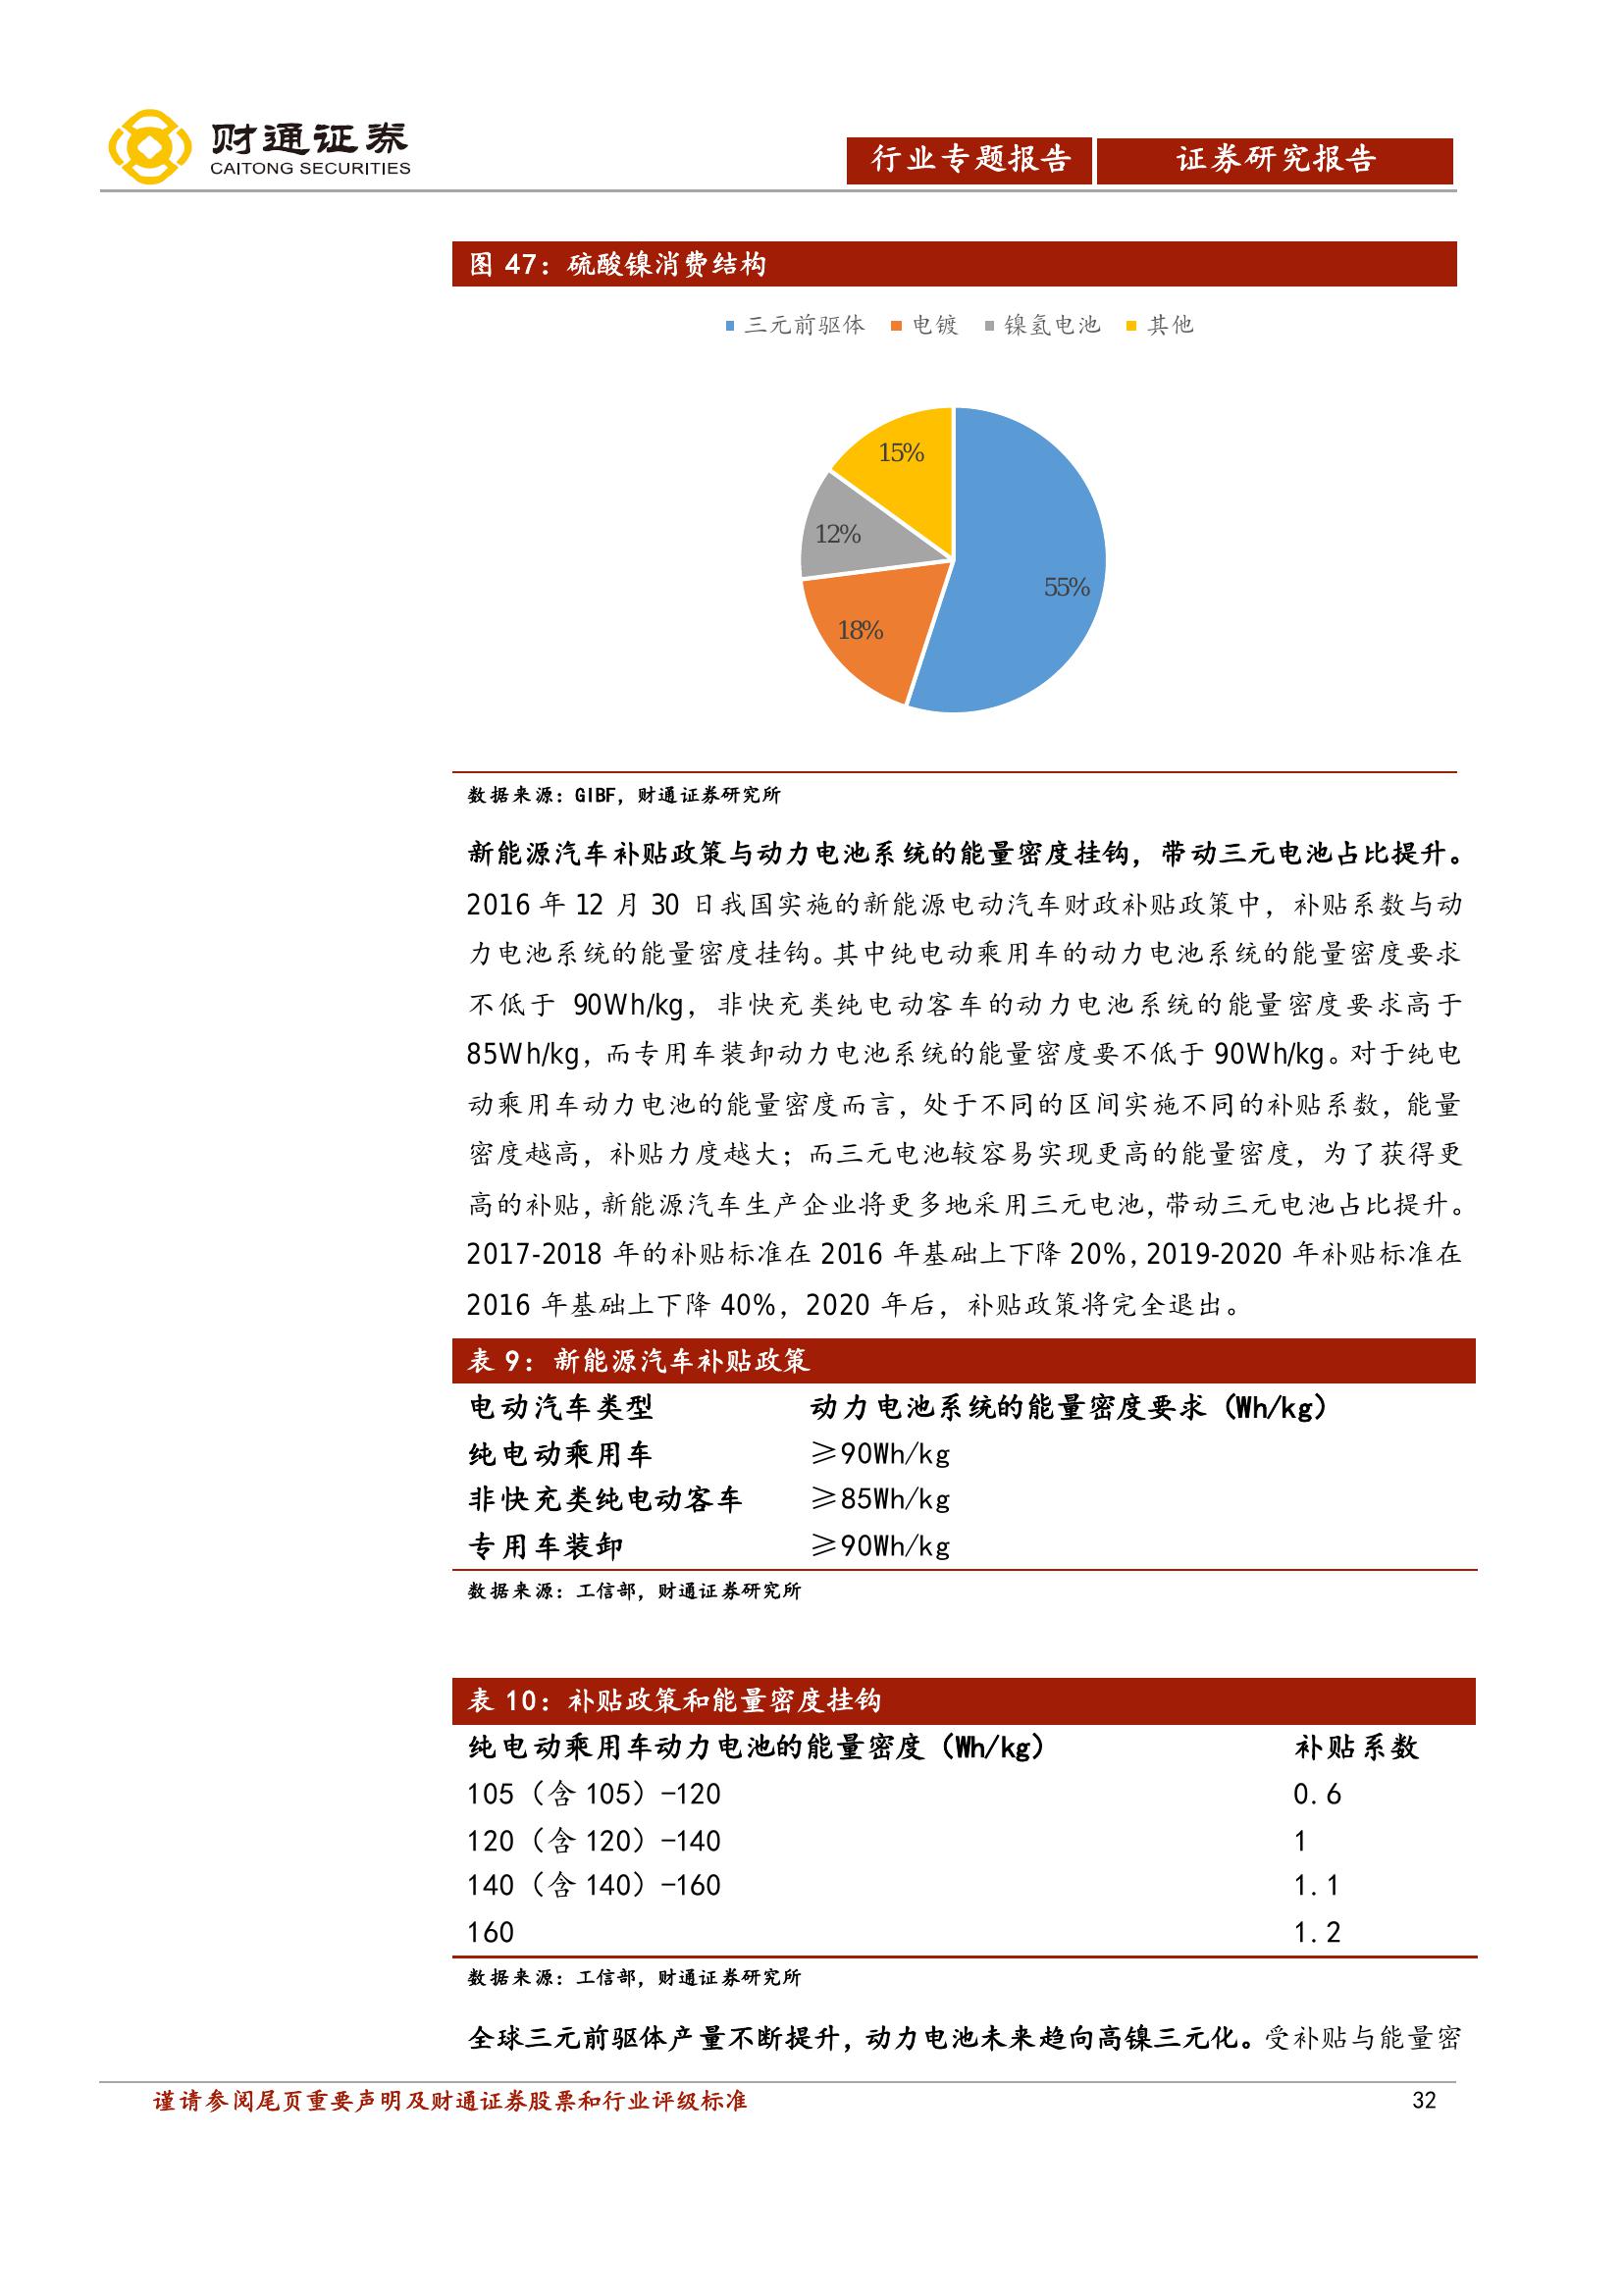 财通证券
CAITONG SECURITIES
行业专题报告 证券研究报告
图 47：硫酸镍消费结构
三元前驱体 电镀 镍氢电池 其他
15%
12%
55%
18%
数据来源：GIBF，财通证券研究所
新能源汽车补贴政策与动力电池系统的能量密度挂钩，带动三元电池占比提升。
2016 年 12 月 30 日我国实施的新能源电动汽车财政补贴政策中，补贴系数与动
力电池系统的能量密度挂钩。其中纯电动乘用车的动力电池系统的能量密度要求
不低于 90Wh/kg，非快充类纯电动客车的动力电池系统的能量密度要求高于
85Wh/kg，而专用车装卸动力电池系统的能量密度要不低于 90Wh/kg。对于纯电
动乘用车动力电池的能量密度而言，处于不同的区间实施不同的补贴系数，能量
密度越高，补贴力度越大；而三元电池较容易实现更高的能量密度，为了获得更
高的补贴，新能源汽车生产企业将更多地采用三元电池，带动三元电池占比提升。
2017-2018 年的补贴标准在 2016 年基础上下降 20%，2019-2020 年补贴标准在
2016 年基础上下降 40%，2020 年后，补贴政策将完全退出。
表 9：新能源汽车补贴政策
电动汽车类型 动力电池系统的能量密度要求（Wh/kg）
纯电动乘用车 ≥90Wh/kg
非快充类纯电动客车 ≥85Wh/kg
专用车装卸 ≥90Wh/kg
数据来源：工信部，财通证券研究所
表 10：补贴政策和能量密度挂钩
纯电动乘用车动力电池的能量密度（Wh/kg） 补贴系数
105（含 105）-120 0.6
120（含 120）-140 1
140（含 140）-160 1.1
160 1.2
数据来源：工信部，财通证券研究所
全球三元前驱体产量不断提升，动力电池未来趋向高镍三元化。受补贴与能量密
谨请参阅尾页重要声明及财通证券股票和行业评级标准 32